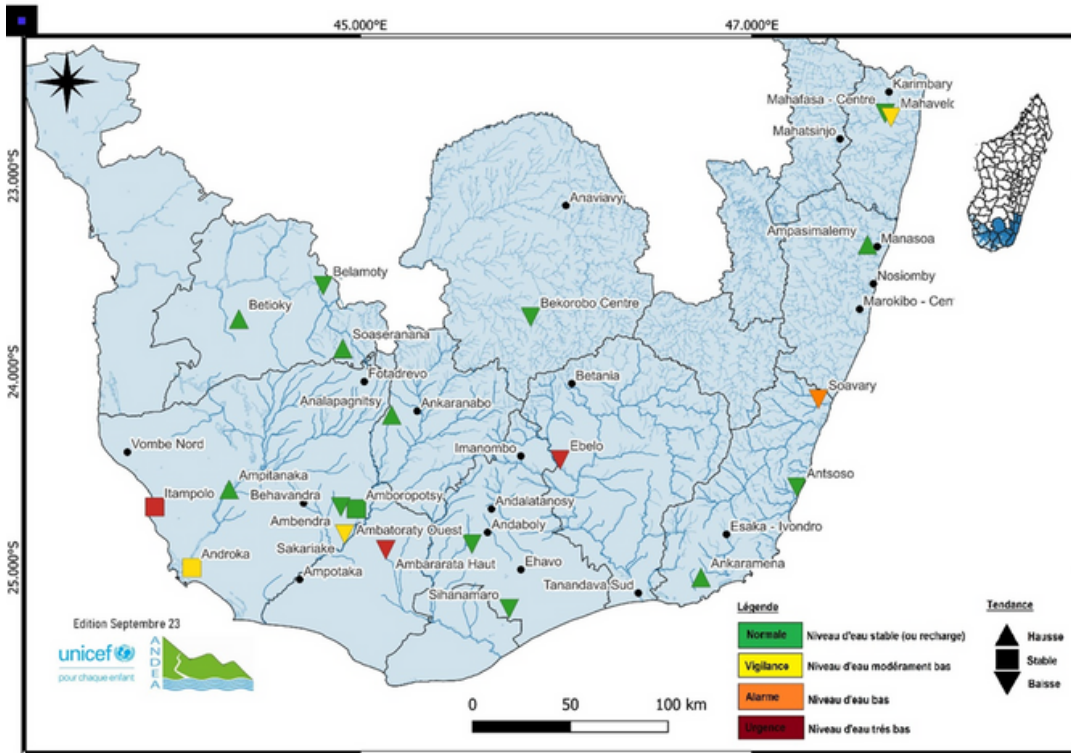 45.000°E
47.000°E
23.000°S
24.000°S
25.000°S
Karimbary
Mahafasa - Centre
Mahavelo
Mahatsinjo
Anaviavy
Ampasimalemy
Manasoa
Belamoty
Nosiomby
Betioky
Bekorobo Centre
Marokibo - Cen
Soaseranana
Fotadrevo
Betania
Soavary
Analapagnitsy
Ankaranabo
Vombe Nord
Imanombo
Ebelo
Ampitanaka
Antsoso
Itampolo
Behavandra
Amboropotsy
Andalatanosy
Ambendra
Ambatoraty Ouest
Andaboly
Esaka - Ivondro
Sakariake
Androka
Ambararata Haut
Ehavo
Ankaramena
Ampotaka
Tanandava Sud
Sihanamaro
Edition Septembre 23
unicef
pour chaque enfant
ANDEA
0 50 100 km
Légende
Normale Niveau d'eau stable (ou recharge)
Vigilance Niveau d'eau modérament bas
Alarme Niveau d'eau bas
Urgence Niveau d'eau trés bas
Tendance
Hausse
Stable
Baisse